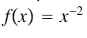 f(x) = x⁻²